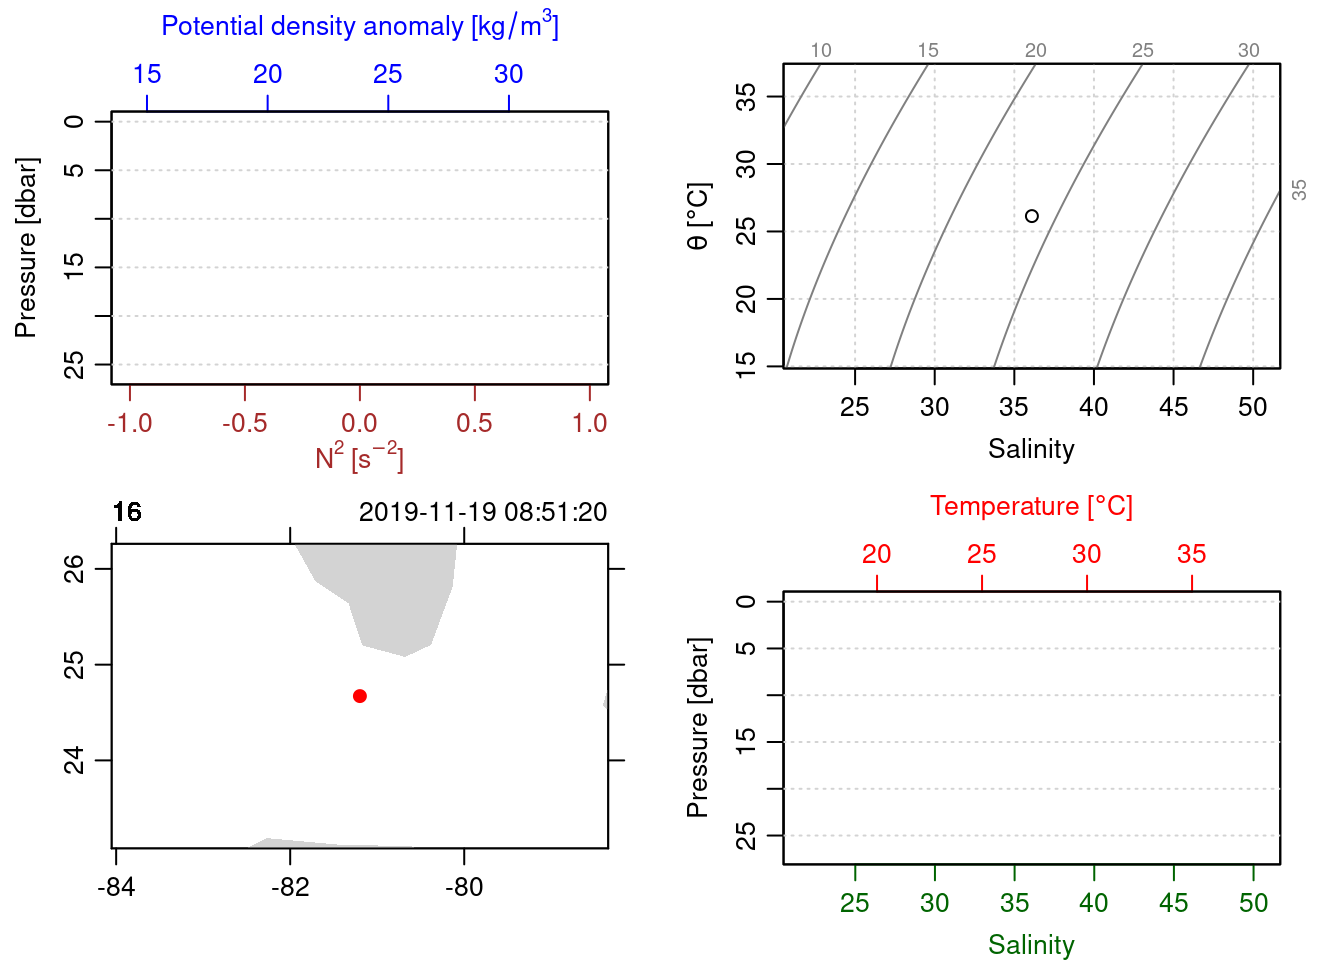 Potential density anomaly [kg/m³]
15 20 25 30
0
5
15
25
Pressure [dbar]
-1.0 -0.5 0.0 0.5 1.0
N² [s⁻²]
10 15 20 25 30
35
35
30
25
20
15
θ [°C]
25 30 35 40 45 50
Salinity
16 2019-11-19 08:51:20
26
25
24
-84 -82 -80
Temperature [°C]
20 25 30 35
0
5
15
25
Pressure [dbar]
25 30 35 40 45 50
Salinity